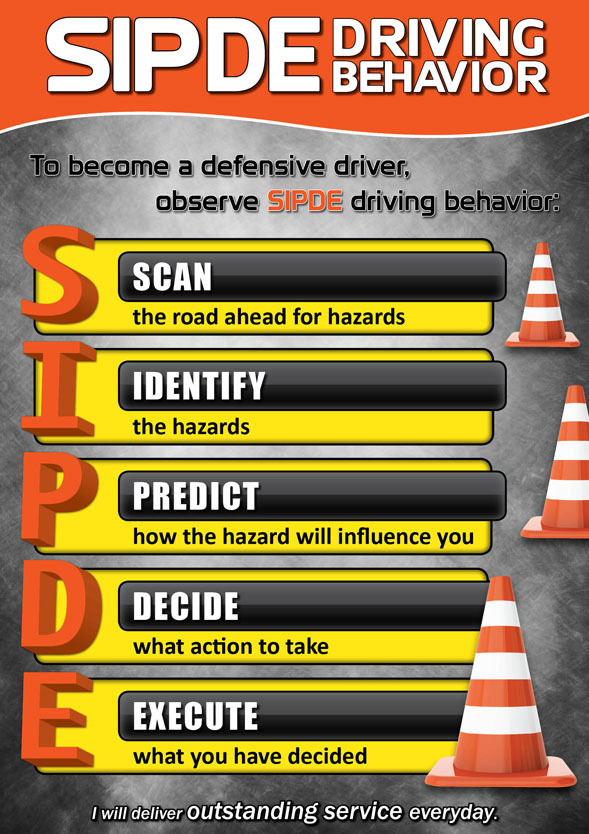 SIPDE DRIVING
BEHAVIOR
To become a defensive driver,
observe SIPDE driving behavior:
S
SCAN
the road ahead for hazards
I
IDENTIFY
the hazards
P
PREDICT
how the hazard will influence you
D
DECIDE
what action to take
E
EXECUTE
what you have decided
I will deliver outstanding service everyday.